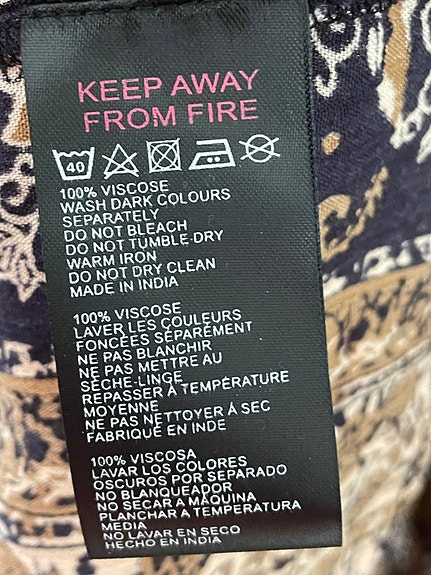 KEEP AWAY
FROM FIRE
40
100% VISCOSE
WASH DARK COLOURS
SEPARATELY
DO NOT BLEACH
DO NOT TUMBLE DRY
WARM IRON
DO NOT DRY CLEAN
MADE IN INDIA
100% VISCOSE
LAVER LES COULEURS
FONCÉES SÉPARÉMENT
NE PAS BLANCHIR
NE PAS METTRE AU
SÈCHE-LINGE
REPASSER À TEMPÉRATURE
MOYENNE
NE PAS NETTOYER À SEC
FABRIQUÉ EN INDE
100% VISCOSA
LAVAR LOS COLORES
OSCUROS POR SEPARADO
NO BLANQUEADOR
NO SECAR A MÁQUINA
PLANCHAR A TEMPERATURA
MEDIA
NO LAVAR EN SECO
HECHO EN INDIA